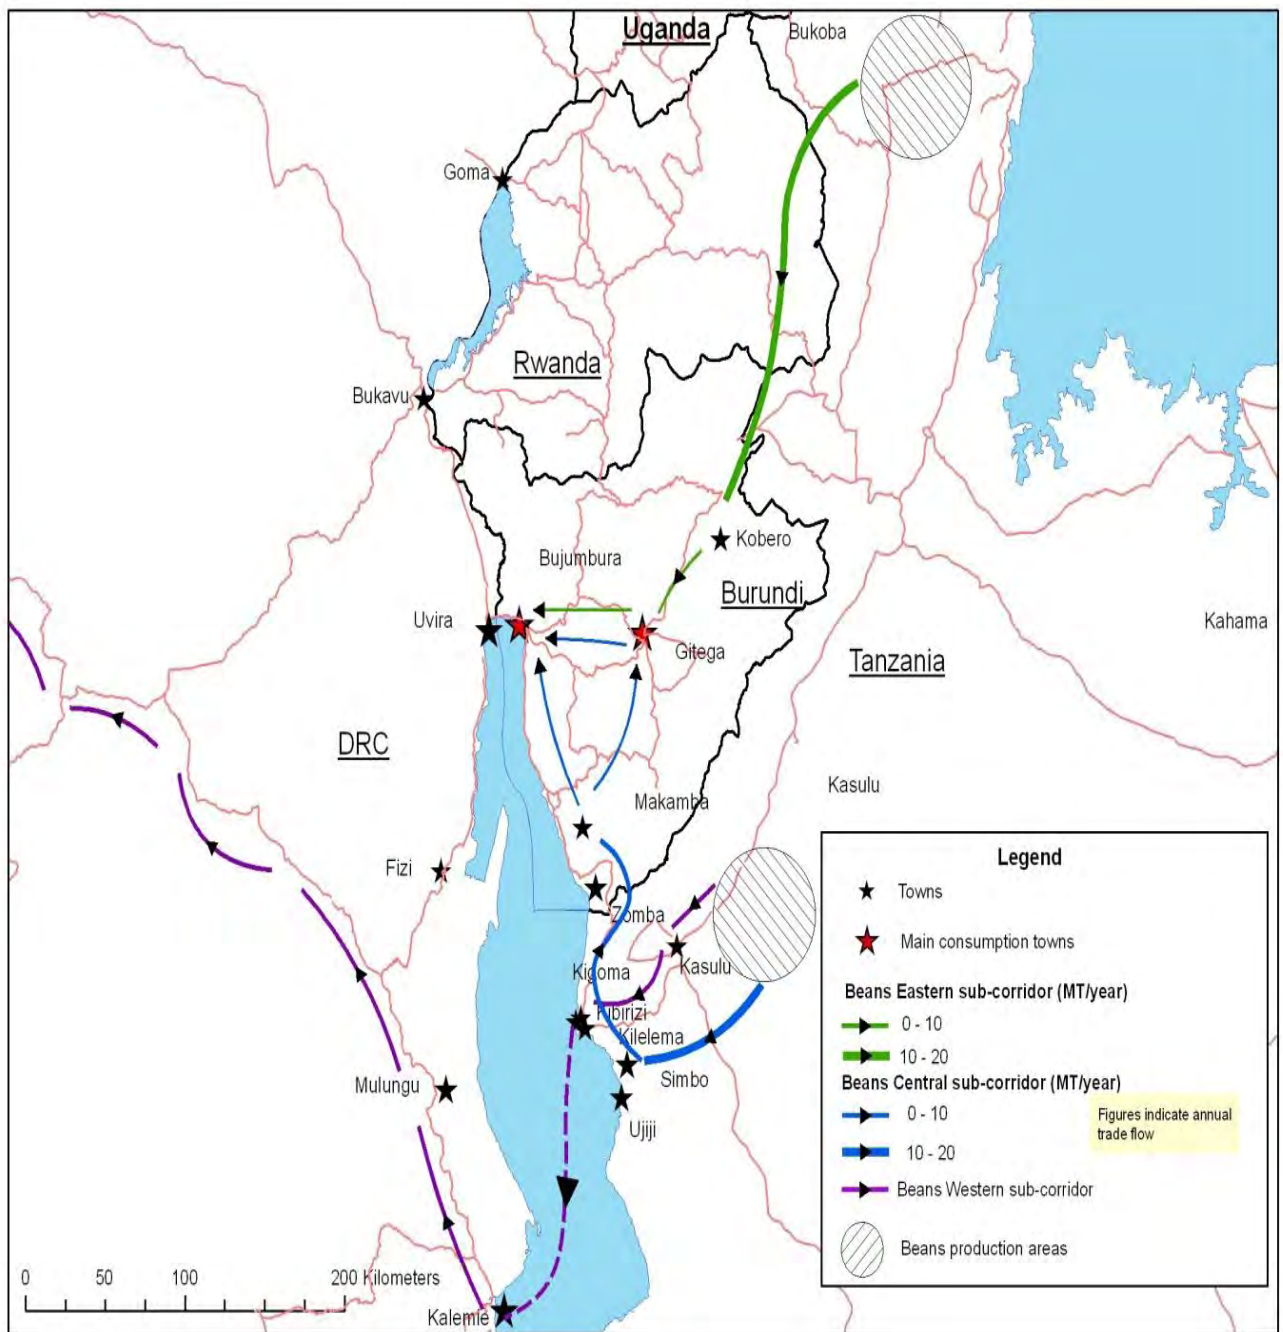 Uganda
Bukoba
Goma
Rwanda
Bukavu
Kobero
Bujumbura
Burundi
Uvira
Gitega
Kahama
Tanzania
DRC
Kasulu
Makamba
Fizi
Zomba
Kigoma
Kasulu
Kibirizi
Kilelema
Simbo
Mulungu
Ujiji
Kalemie
0 50 100 200 Kilometers
Legend
Towns
Main consumption towns
Beans Eastern sub-corridor (MT/year)
0 - 10
10 - 20
Beans Central sub-corridor (MT/year)
0 - 10
10 - 20
Figures indicate annual
trade flow
Beans Western sub-corridor
Beans production areas